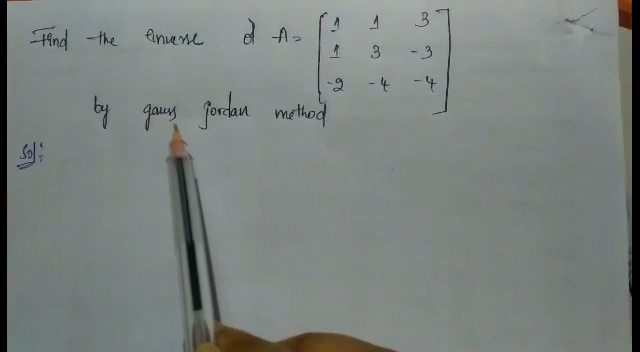 Find the inverse of A = [ 1 1 3
1 3 -3
-2 -4 -4 ]
by gauss jordan method
Sol: